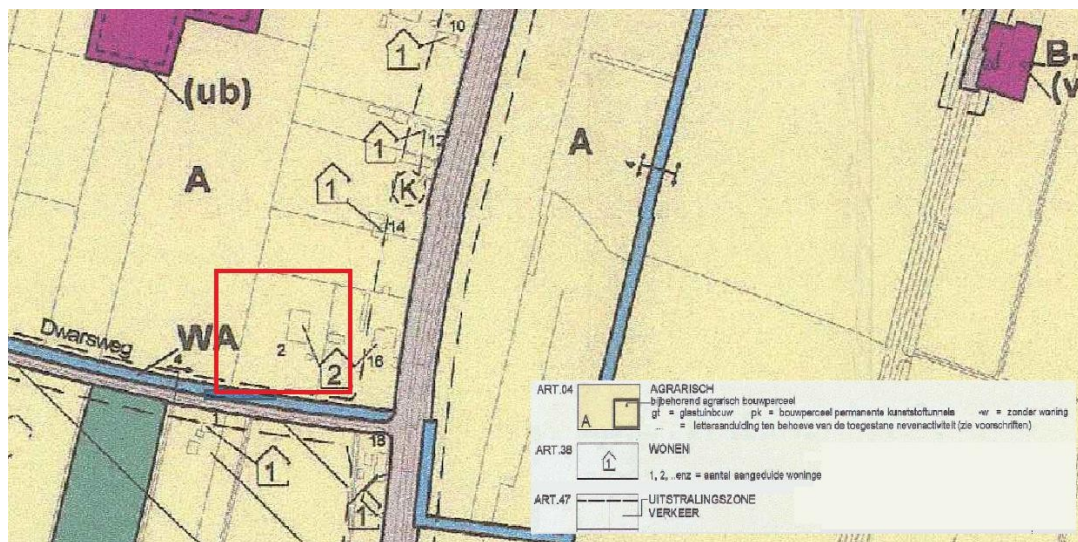 10
1
B-
(ub)
(v
12
1
A
A
1
(K)
14
Dwarsweg
WA
2
2
16
4
1
18
1
1
ART.04
AGRARISCH
bijbehorend agrarisch bouwperceel
A
gt = glastuinbouw pk = bouwperceel permanente kunststoftunnels -w = zonder woning
... = letteraanduiding ten behoeve van de toegestane nevenactiviteit (zie voorschriften)
ART.38
WONEN
1
1, 2, ..enz = aantal aangeduide woninge
ART.47
UITSTRALINGSZONE
VERKEER